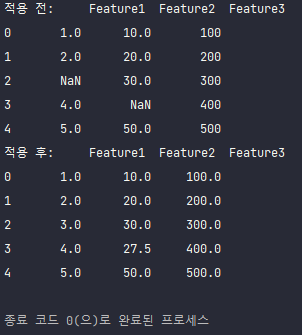 적용 전:    Feature1  Feature2  Feature3
0       1.0      10.0       100
1       2.0      20.0       200
2       NaN      30.0       300
3       4.0       NaN       400
4       5.0      50.0       500
적용 후:    Feature1  Feature2  Feature3
0       1.0      10.0     100.0
1       2.0      20.0     200.0
2       3.0      30.0     300.0
3       4.0      27.5     400.0
4       5.0      50.0     500.0
종료 코드 0(으)로 완료된 프로세스